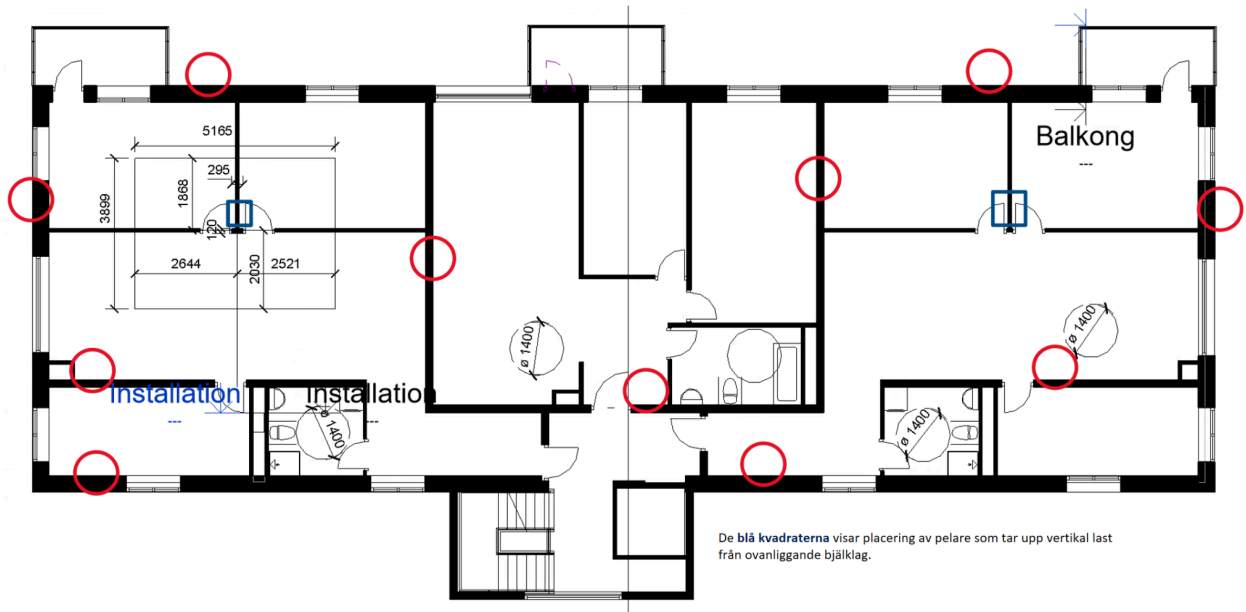 Balkong
---
5165
295
1868
3899
120
2644
2030
2521
ø 1400
ø 1400
Installation
---
Installation
---
ø 1400
ø 1400
De blå kvadraterna visar placering av pelare som tar upp vertikal last
från ovanliggande bjälklag.